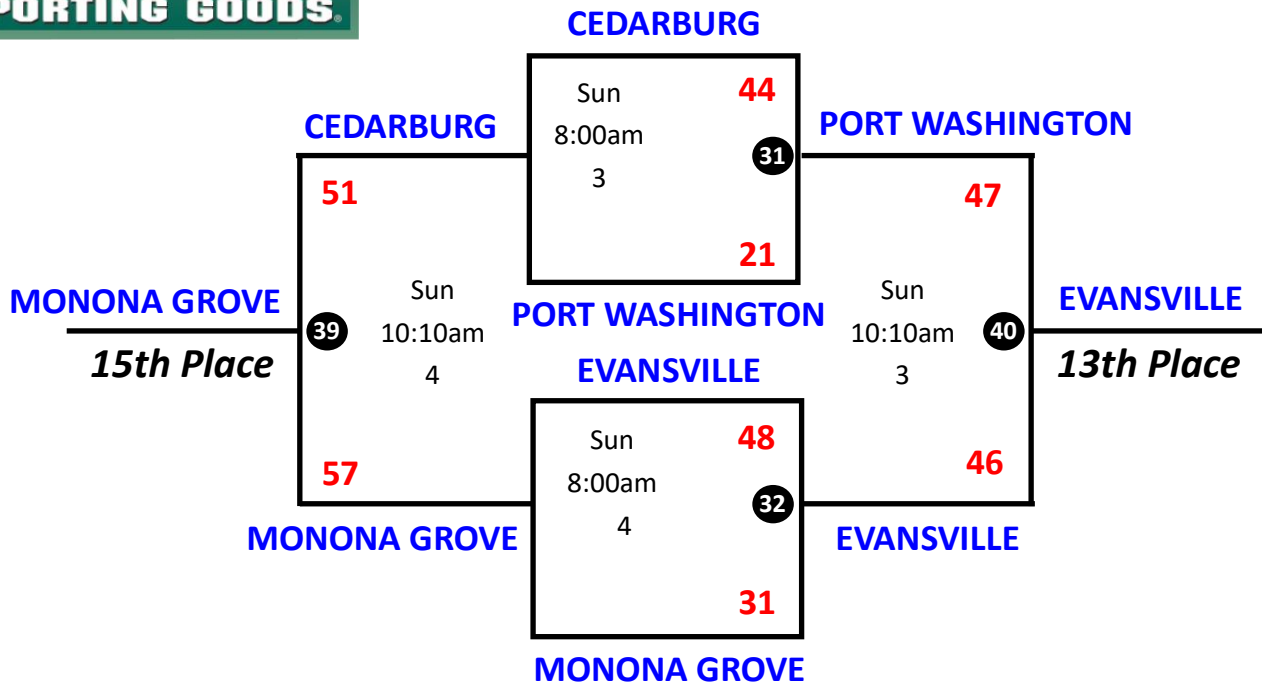 PORTING GOODS.
CEDARBURG
Sun
8:00am
3
44
31
21
PORT WASHINGTON
CEDARBURG
51
Sun
10:10am
4
39
57
MONONA GROVE
MONONA GROVE
15th Place
EVANSVILLE
Sun
8:00am
4
48
32
31
MONONA GROVE
PORT WASHINGTON
47
Sun
10:10am
3
40
46
EVANSVILLE
EVANSVILLE
13th Place